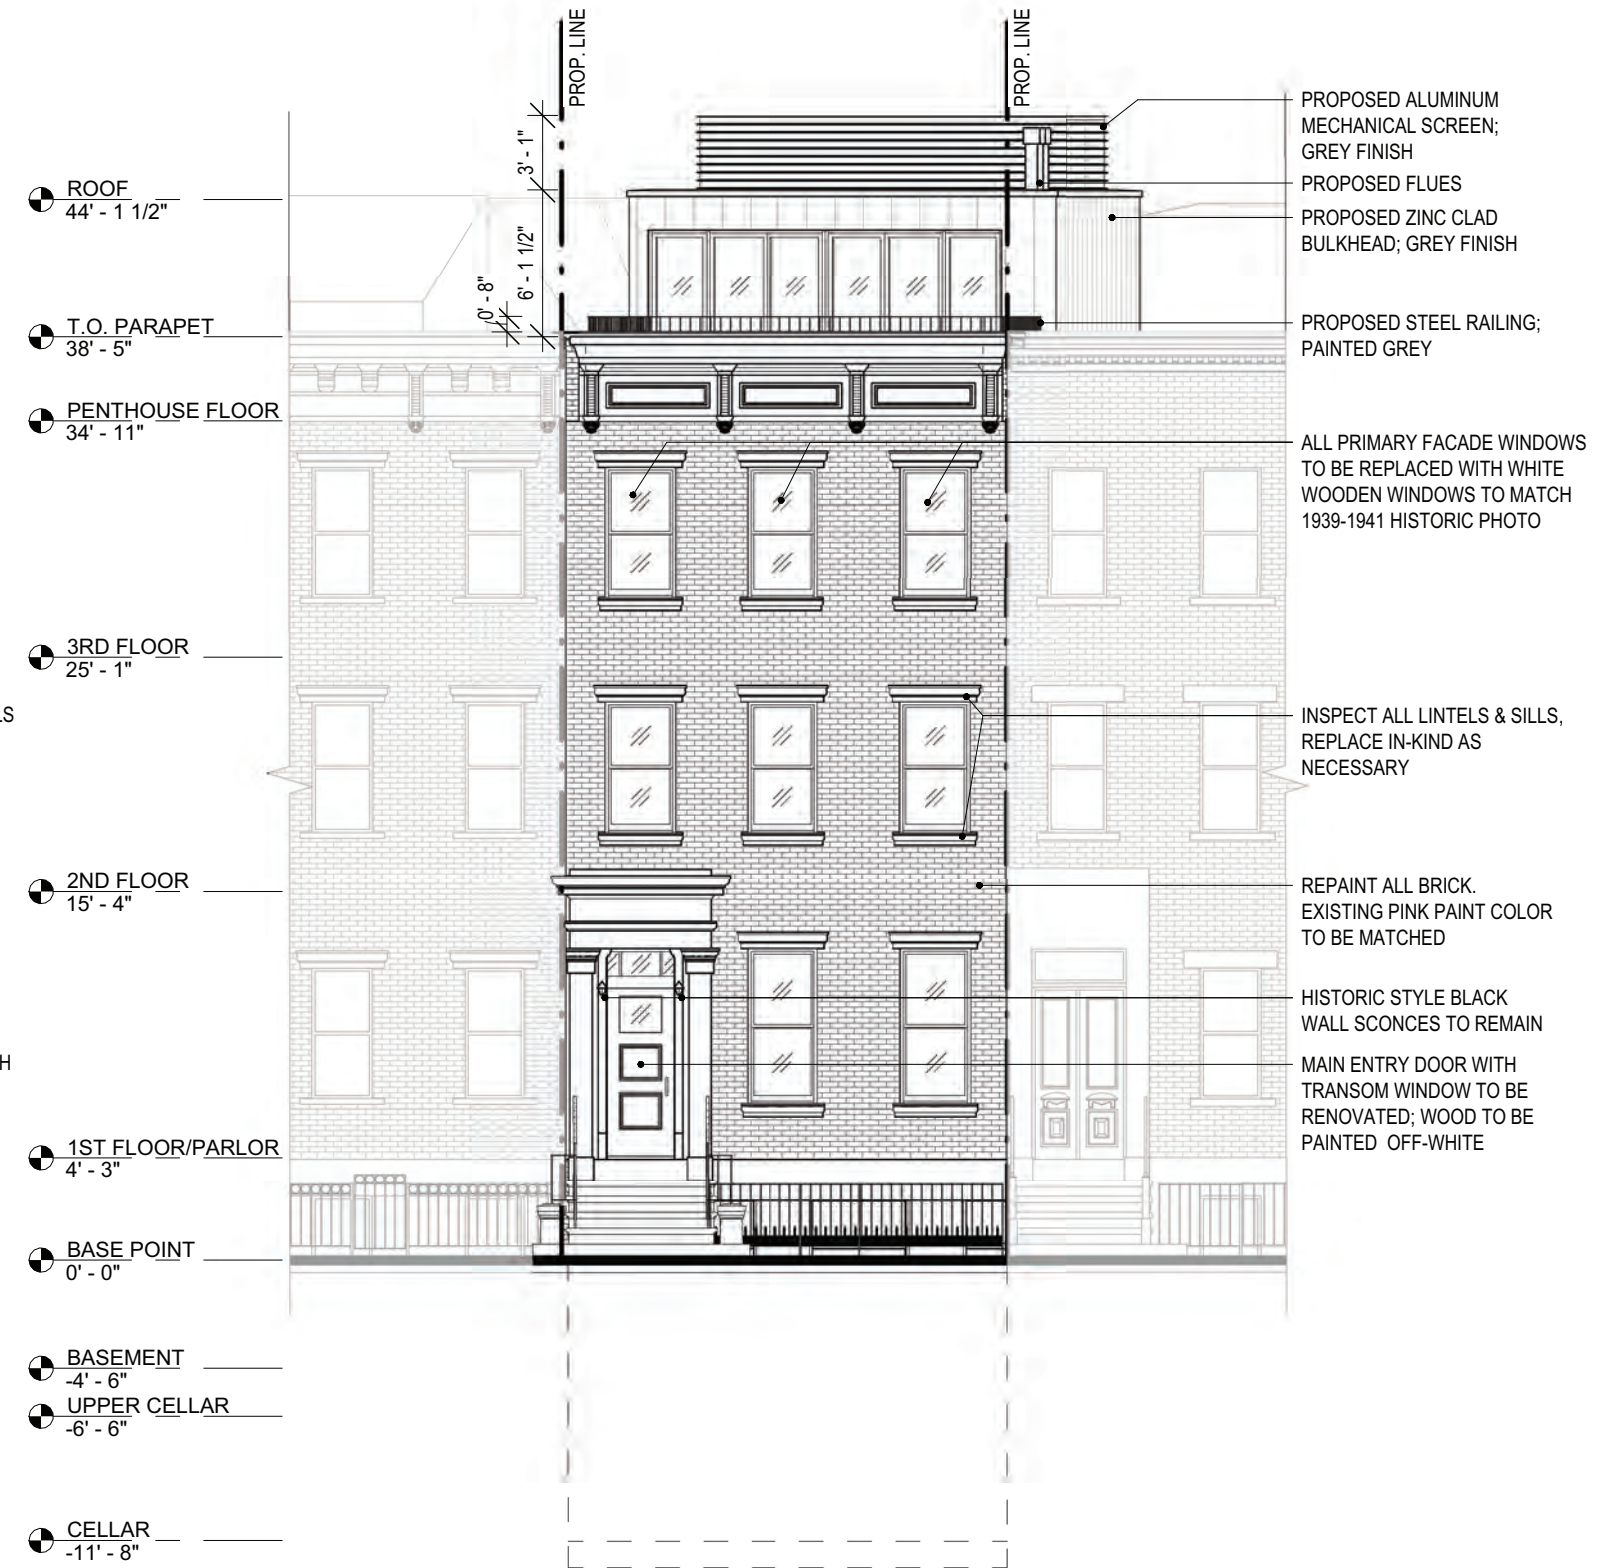 PROP. LINE
PROP. LINE
3' - 1"
6' - 1 1/2"
0' - 8"
ROOF
44' - 1 1/2"
T.O. PARAPET
38' - 5"
PENTHOUSE FLOOR
34' - 11"
3RD FLOOR
25' - 1"
LS
2ND FLOOR
15' - 4"
H
1ST FLOOR/PARLOR
4' - 3"
BASE POINT
0' - 0"
BASEMENT
-4' - 6"
UPPER CELLAR
-6' - 6"
CELLAR
-11' - 8"
PROPOSED ALUMINUM
MECHANICAL SCREEN;
GREY FINISH
PROPOSED FLUES
PROPOSED ZINC CLAD
BULKHEAD; GREY FINISH
PROPOSED STEEL RAILING;
PAINTED GREY
ALL PRIMARY FACADE WINDOWS
TO BE REPLACED WITH WHITE
WOODEN WINDOWS TO MATCH
1939-1941 HISTORIC PHOTO
INSPECT ALL LINTELS & SILLS,
REPLACE IN-KIND AS
NECESSARY
REPAINT ALL BRICK.
EXISTING PINK PAINT COLOR
TO BE MATCHED
HISTORIC STYLE BLACK
WALL SCONCES TO REMAIN
MAIN ENTRY DOOR WITH
TRANSOM WINDOW TO BE
RENOVATED; WOOD TO BE
PAINTED OFF-WHITE